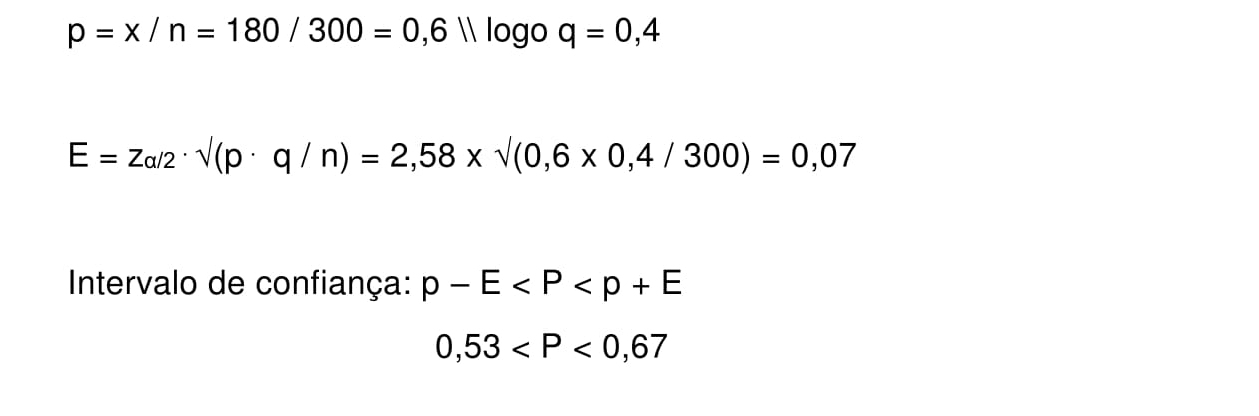 p = x / n = 180 / 300 = 0,6 \\ logo q = 0,4
E = zα/2 · √(p · q / n) = 2,58 x √(0,6 x 0,4 / 300) = 0,07
Intervalo de confiança: p – E < P < p + E
0,53 < P < 0,67